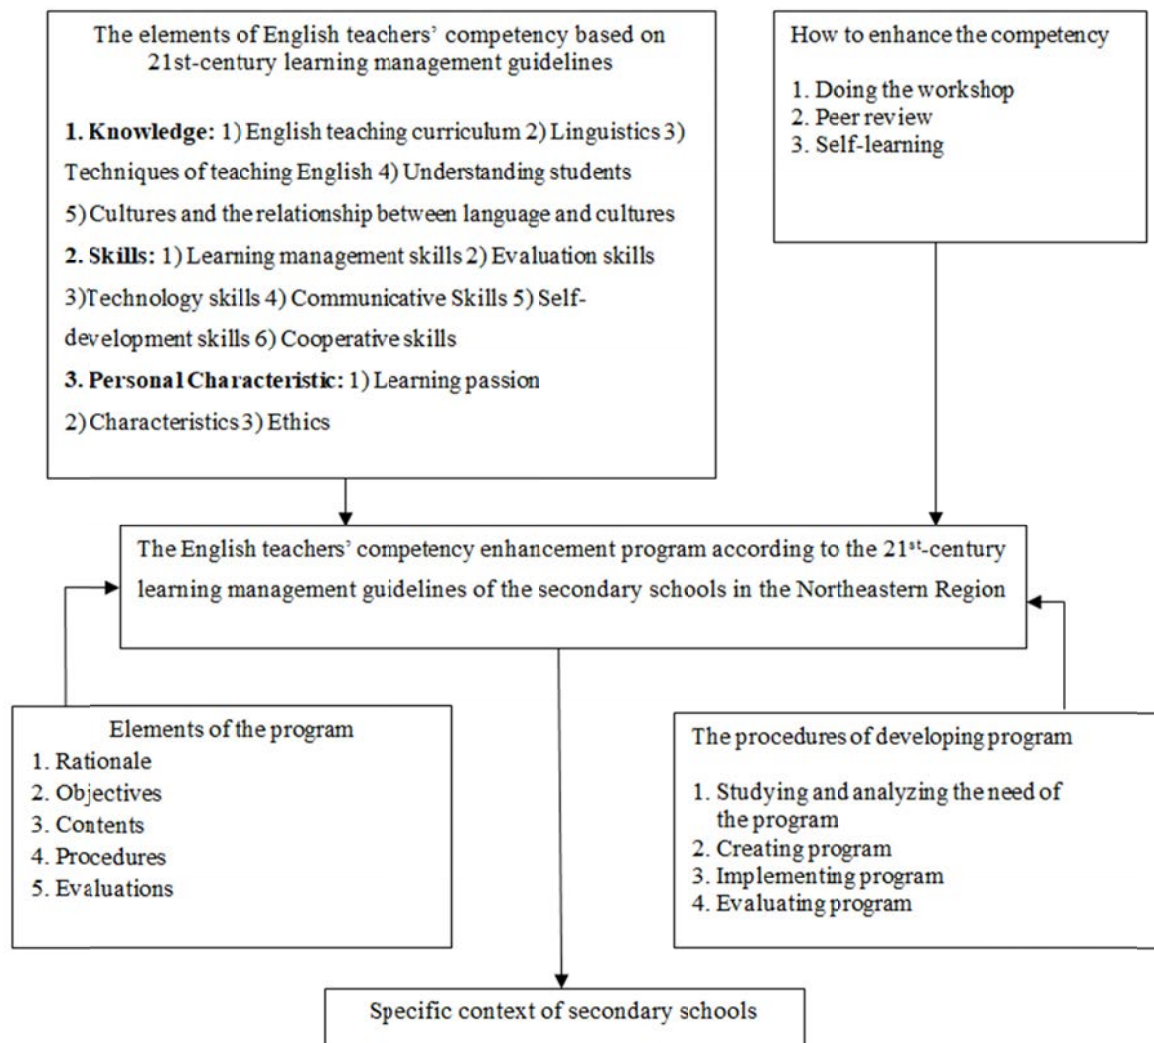 The elements of English teachers' competency based on
21st-century learning management guidelines
1. Knowledge: 1) English teaching curriculum 2) Linguistics 3)
Techniques of teaching English 4) Understanding students
5) Cultures and the relationship between language and cultures
2. Skills: 1) Learning management skills 2) Evaluation skills
3)Technology skills 4) Communicative Skills 5) Self-
development skills 6) Cooperative skills
3. Personal Characteristic: 1) Learning passion
2) Characteristics 3) Ethics
How to enhance the competency
1. Doing the workshop
2. Peer review
3. Self-learning
The English teachers' competency enhancement program according to the 21st-century
learning management guidelines of the secondary schools in the Northeastern Region
Elements of the program
1. Rationale
2. Objectives
3. Contents
4. Procedures
5. Evaluations
The procedures of developing program
1. Studying and analyzing the need of
the program
2. Creating program
3. Implementing program
4. Evaluating program
Specific context of secondary schools